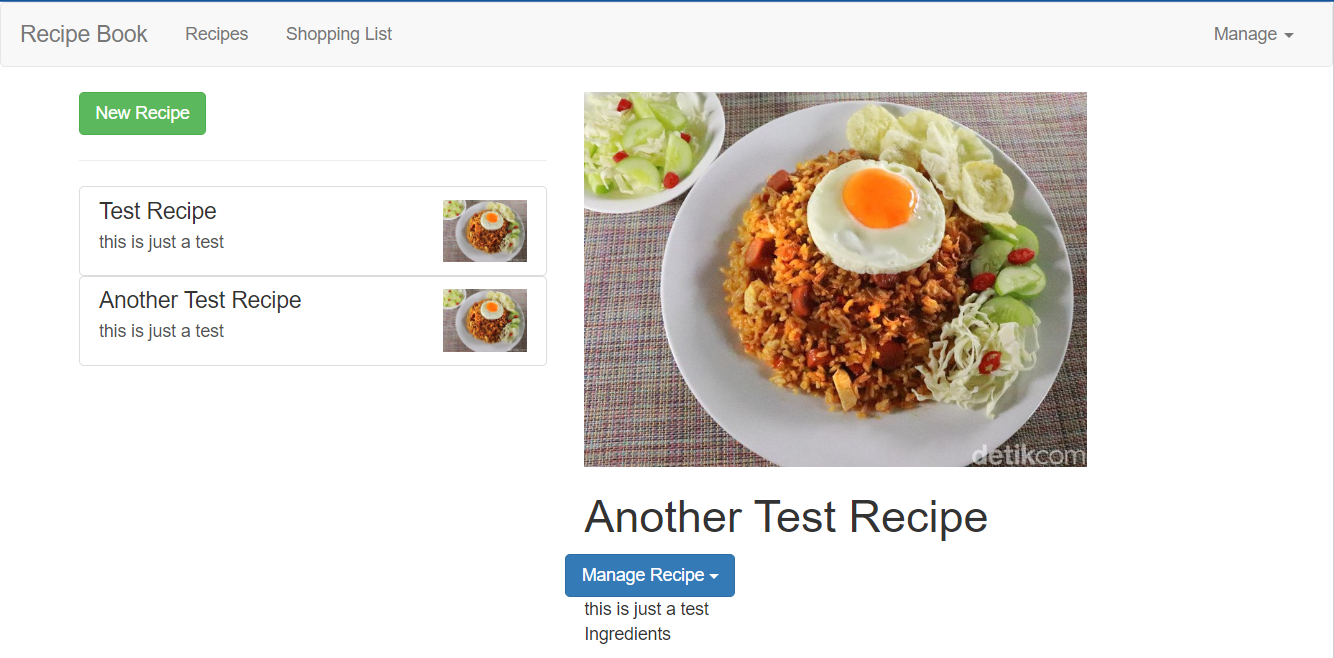 Recipe Book Recipes Shopping List Manage
New Recipe
Test Recipe
this is just a test
Another Test Recipe
this is just a test
detikcom
Another Test Recipe
Manage Recipe
this is just a test
Ingredients